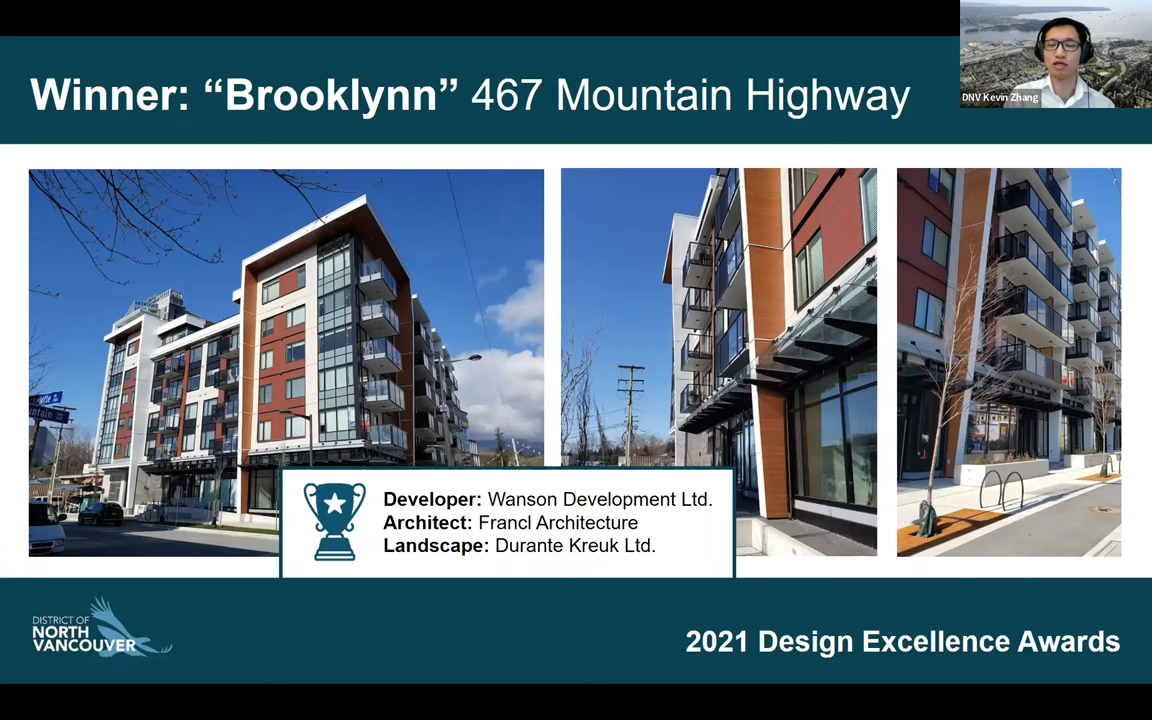 DNV Kevin Zhang
Winner: “Brooklynn” 467 Mountain Highway
Developer: Wanson Development Ltd.
Architect: Francl Architecture
Landscape: Durante Kreuk Ltd.
DISTRICT OF
NORTH
VANCOUVER
2021 Design Excellence Awards